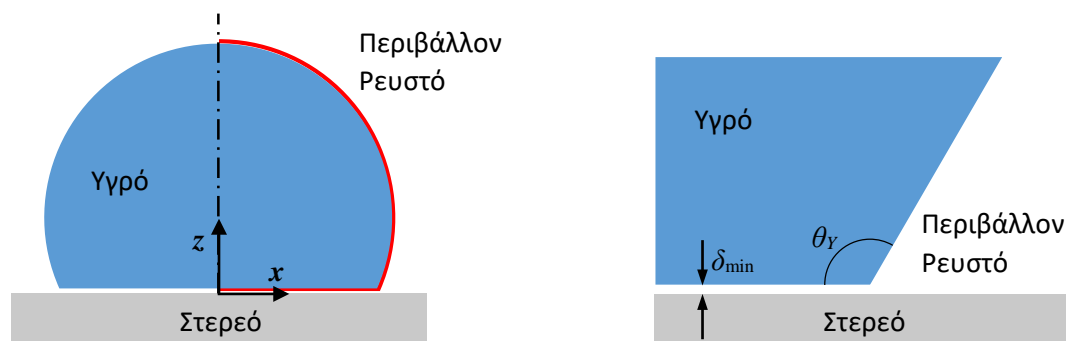 Περιβάλλον
Ρευστό
Υγρό
z
x
Στερεό
Υγρό
θY
δmin
Περιβάλλον
Ρευστό
Στερεό